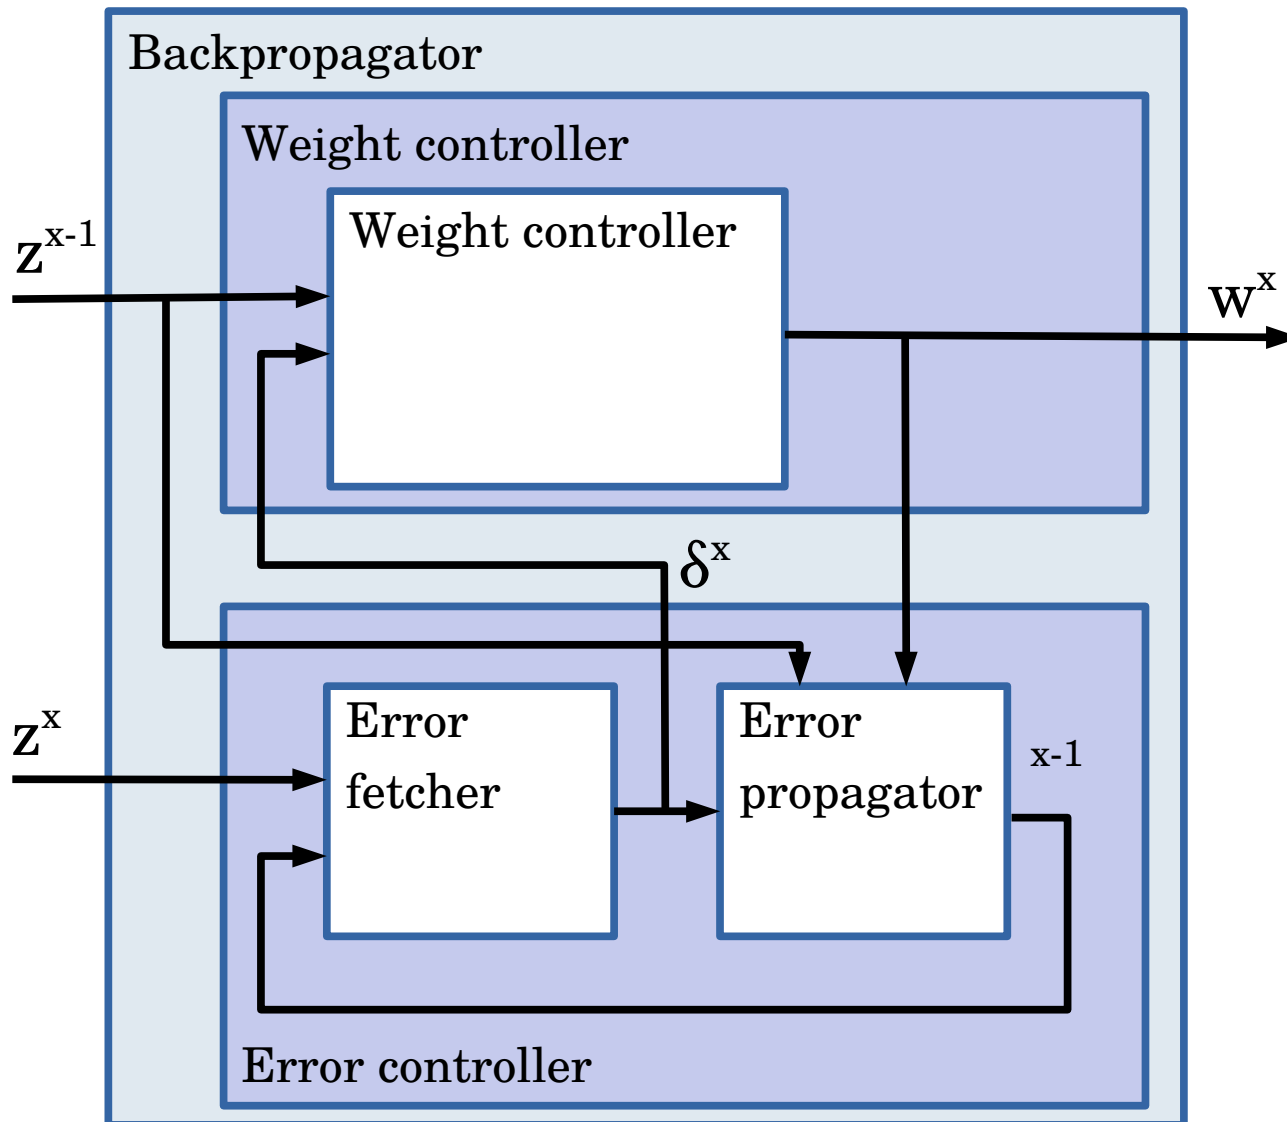 Backpropagator
Weight controller
Weight controller
z^x-1
w^x
δ^x
z^x
Error
fetcher
Error
propagator
x-1
Error controller